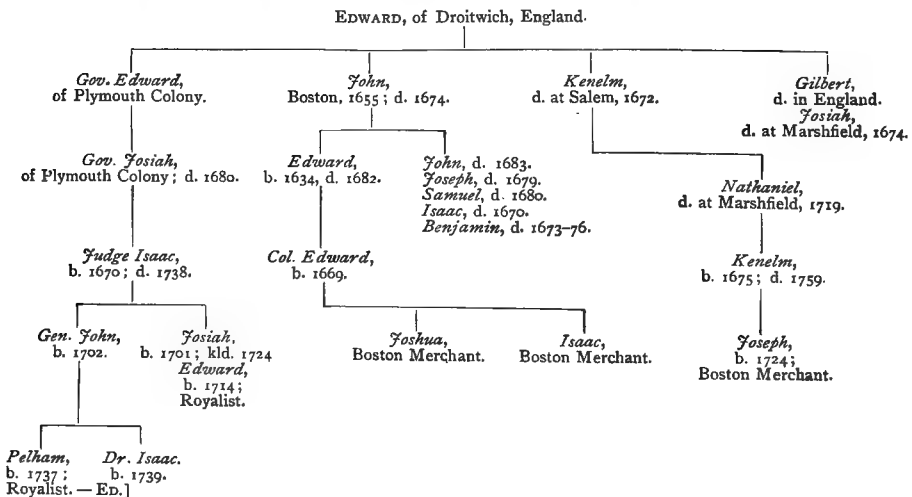 EDWARD, of Droitwich, England.
Gov. Edward,
of Plymouth Colony.
John,
Boston, 1655; d. 1674.
Kenelm,
d. at Salem, 1672.
Gilbert,
d. in England.
Josiah,
d. at Marshfield, 1674.
Gov. Josiah,
of Plymouth Colony; d. 1680.
Edward,
b. 1634, d. 1682.
John, d. 1683.
Joseph, d. 1679.
Samuel, d. 1680.
Isaac, d. 1670.
Benjamin, d. 1673–76.
Nathaniel,
d. at Marshfield, 1719.
Judge Isaac,
b. 1670; d. 1738.
Col. Edward,
b. 1669.
Kenelm,
b. 1675; d. 1759.
Gen. John,
b. 1702.
Josiah,
b. 1701; kld. 1724
Edward,
b. 1714;
Royalist.
Joshua,
Boston Merchant.
Isaac,
Boston Merchant.
Joseph,
b. 1724;
Boston Merchant.
Pelham,
b. 1737;
Royalist. — ED.]
Dr. Isaac.
b. 1739.